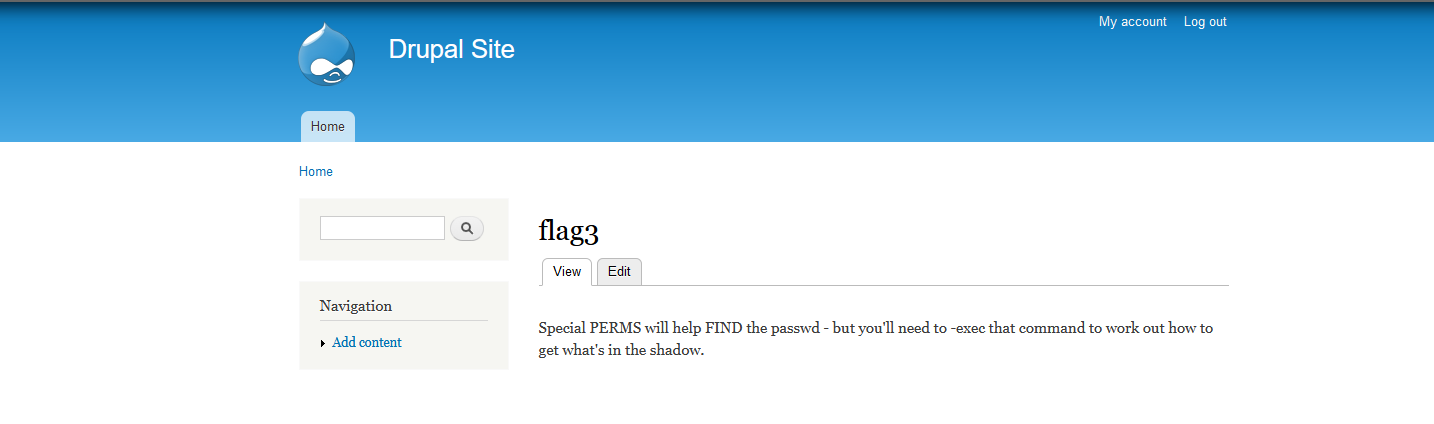 My account Log out
Drupal Site
Home
Home
flag3
View Edit
Navigation
Add content
Special PERMS will help FIND the passwd - but you'll need to -exec that command to work out how to
get what's in the shadow.